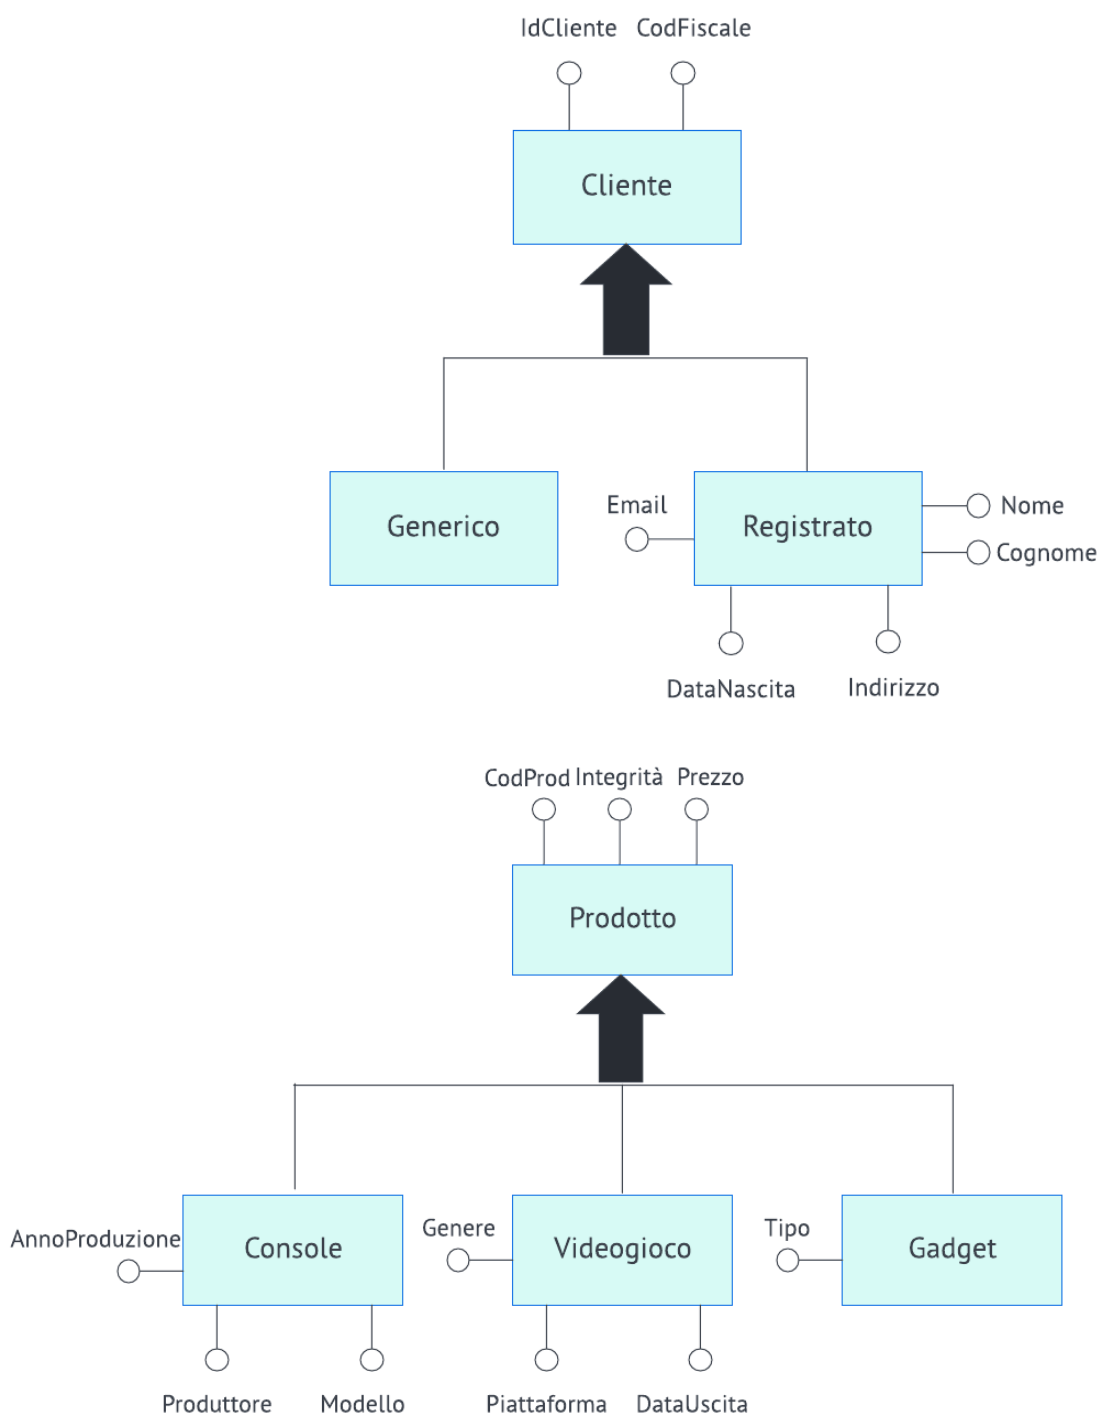 IdCliente CodFiscale
Cliente
Generico
Email
Registrato
Nome
Cognome
DataNascita
Indirizzo
CodProd Integrità Prezzo
Prodotto
AnnoProduzione
Console
Genere
Videogioco
Tipo
Gadget
Produttore Modello
Piattaforma DataUscita